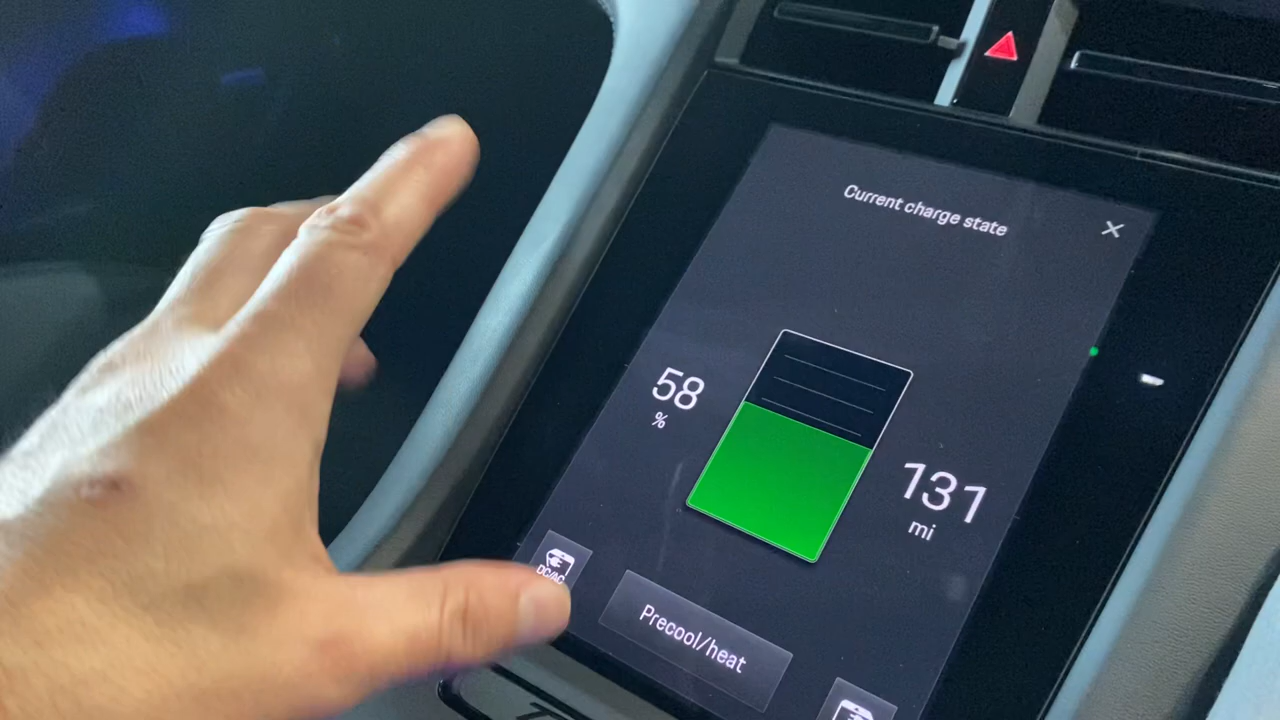 Current charge state
58
%
131
mi
DC/AC
Precool/heat